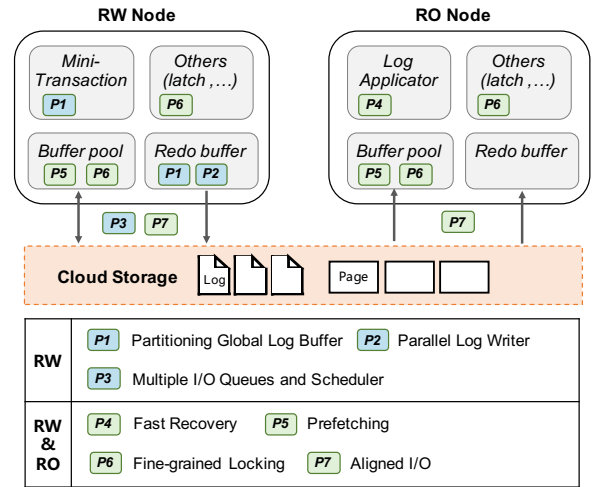 RW Node
RO Node
Mini-
Transaction
P1
Others
(latch ,...)
P6
Log
Applicator
P4
Others
(latch ,...)
P6
Buffer pool
P5 P6
Redo buffer
P1 P2
Buffer pool
P5 P6
Redo buffer
P3 P7
P7
Cloud Storage
Log
Page
RW
P1 Partitioning Global Log Buffer P2 Parallel Log Writer
P3 Multiple I/O Queues and Scheduler
RW
&
RO
P4 Fast Recovery P5 Prefetching
P6 Fine-grained Locking P7 Aligned I/O